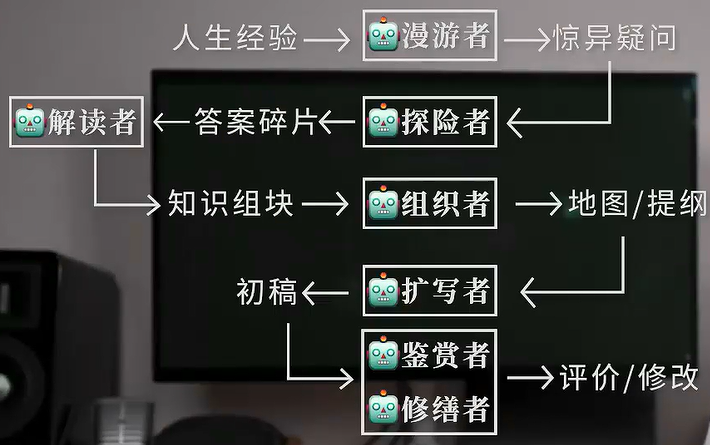 人生经验 漫游者 惊异疑问
解读者 答案碎片 探险者
知识组块 组织者 地图/提纲
初稿 扩写者
鉴赏者
修缮者 评价/修改